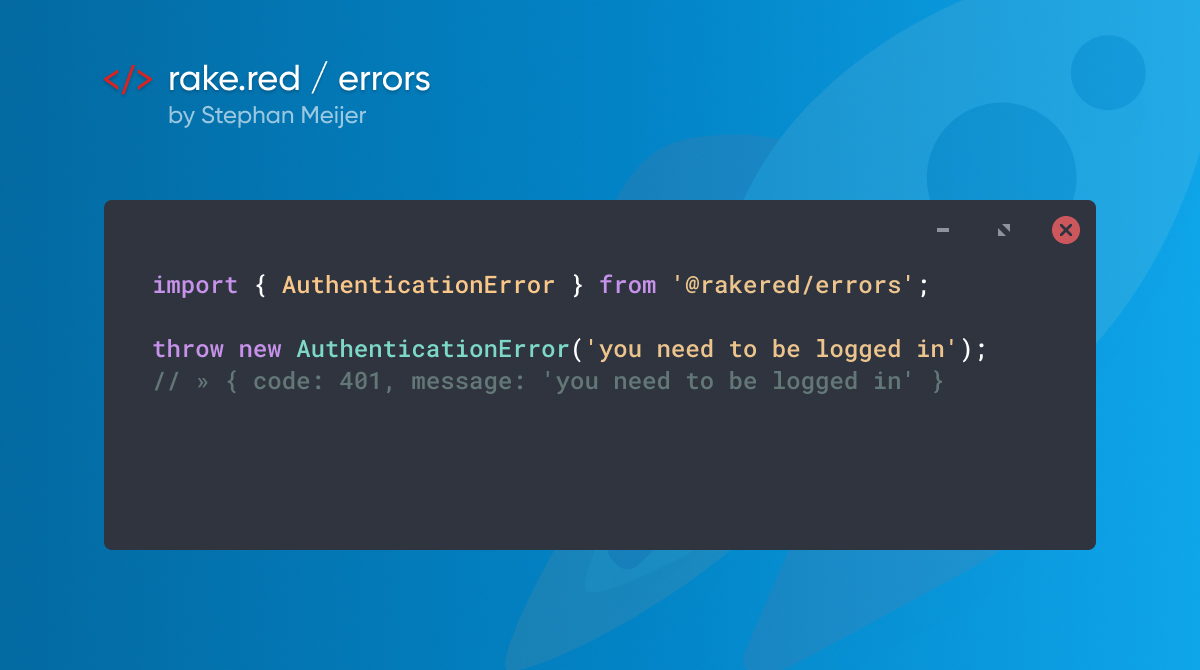 </> rake.red / errors
by Stephan Meijer
import { AuthenticationError } from '@rakered/errors';
throw new AuthenticationError('you need to be logged in');
// » { code: 401, message: 'you need to be logged in' }